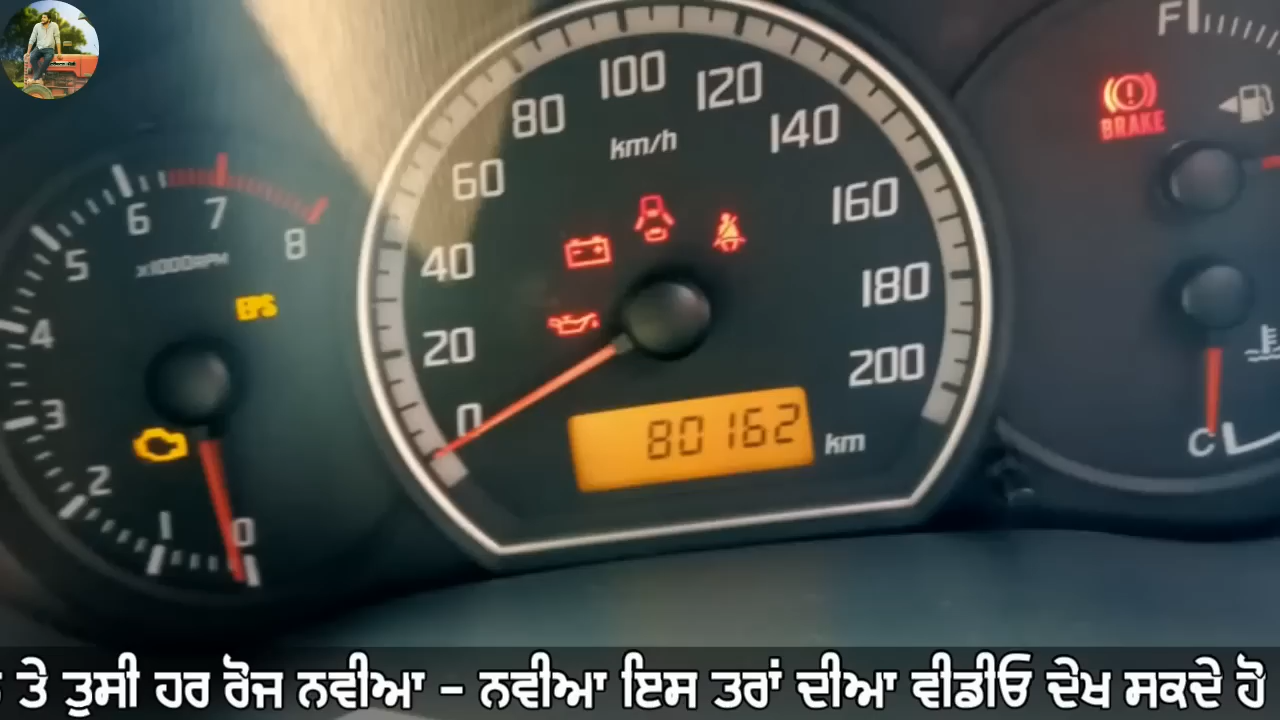 F
BRAKE
80 100 120
60 km/h 140
40 160
20 180
0 200
80162 km
6 7 8
5 x1000RPM
4 EPS
3
2
1 0
C
ਤੇ ਤੁਸੀ ਹਰ ਰੋਜ ਨਵੀਆ - ਨਵੀਆ ਇਸ ਤਰਾਂ ਦੀਆ ਵੀਡੀਓ ਦੇਖ ਸਕਦੇ ਹੋ